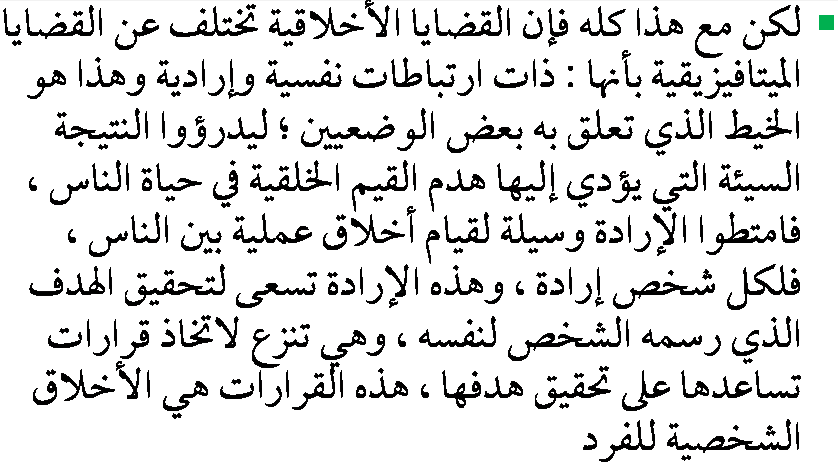 لكن مع هذا كله فإن القضايا الأخلاقية تختلف عن القضايا
الميتافيزيقية بأنها : ذات ارتباطات نفسية وإرادية وهذا هو
الخيط الذي تعلق به بعض الوضعيين ؛ ليدرؤوا النتيجة
السيئة التي يؤدي إليها هدم القيم الخلقية في حياة الناس ،
فامتطوا الإرادة وسيلة لقيام أخلاق عملية بين الناس ،
فلكل شخص إرادة ، وهذه الإرادة تسعى لتحقيق الهدف
الذي رسمه الشخص لنفسه ، وهي تنزع لاتخاذ قرارات
تساعدها على تحقيق هدفها ، هذه القرارات هي الأخلاق
الشخصية للفرد